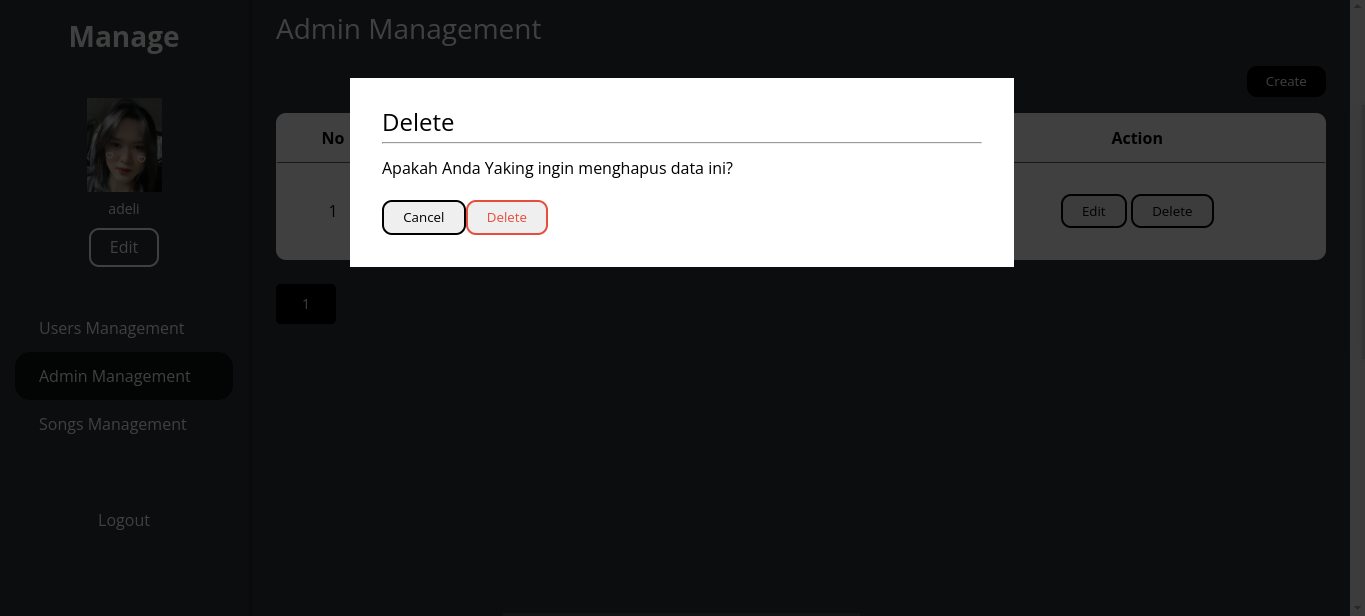 Manage
adeli
Edit
Users Management
Admin Management
Songs Management
Logout
Admin Management
Create
No
Action
1
Edit
Delete
1
Delete
Apakah Anda Yaking ingin menghapus data ini?
Cancel
Delete